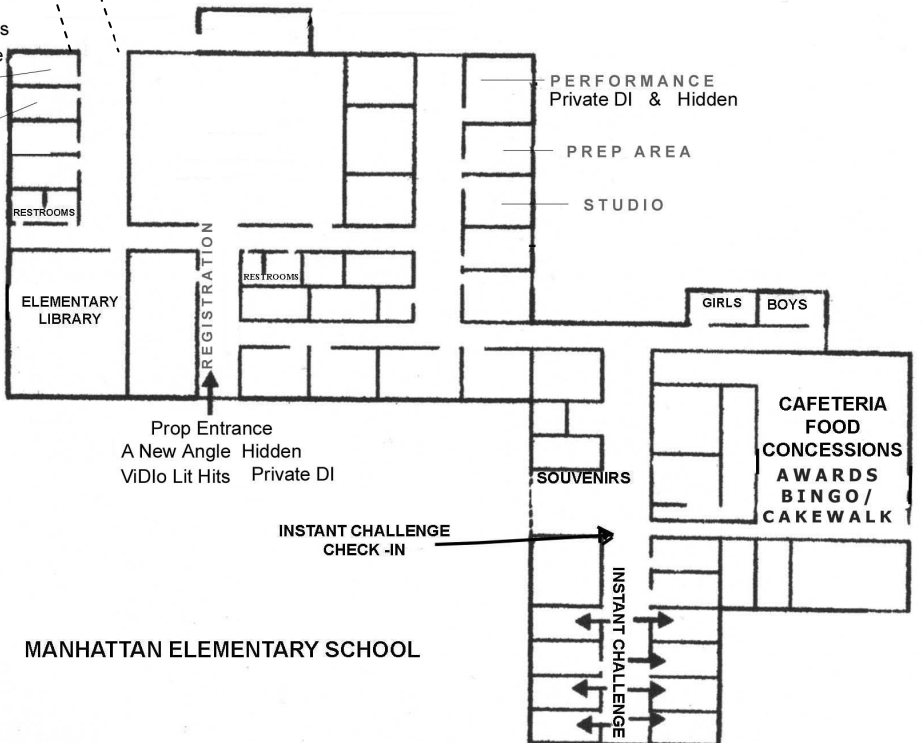 s
e
PERFORMANCE
Private DI & Hidden
PREP AREA
STUDIO
RESTROOMS
REGISTRATION
RESTROOMS
ELEMENTARY
LIBRARY
GIRLS
BOYS
Prop Entrance
A New Angle Hidden
ViDIo Lit Hits Private DI
CAFETERIA
FOOD
CONCESSIONS
AWARDS
BINGO/
CAKEWALK
SOUVENIRS
INSTANT CHALLENGE
CHECK -IN
INSTANT CHALLENGE
MANHATTAN ELEMENTARY SCHOOL